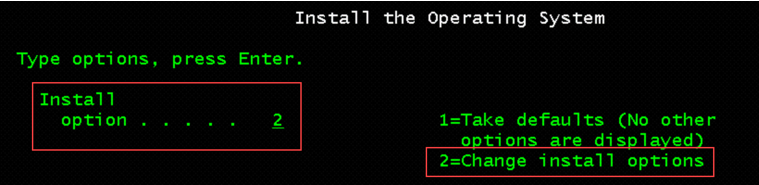 Install the Operating System
Type options, press Enter.
Install
option . . . . . 2
1=Take defaults (No other
options are displayed)
2=Change install options